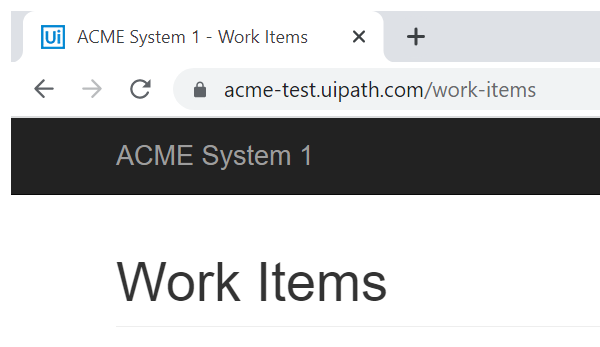 Ui ACME System 1 - Work Items
acme-test.uipath.com/work-items
ACME System 1
Work Items